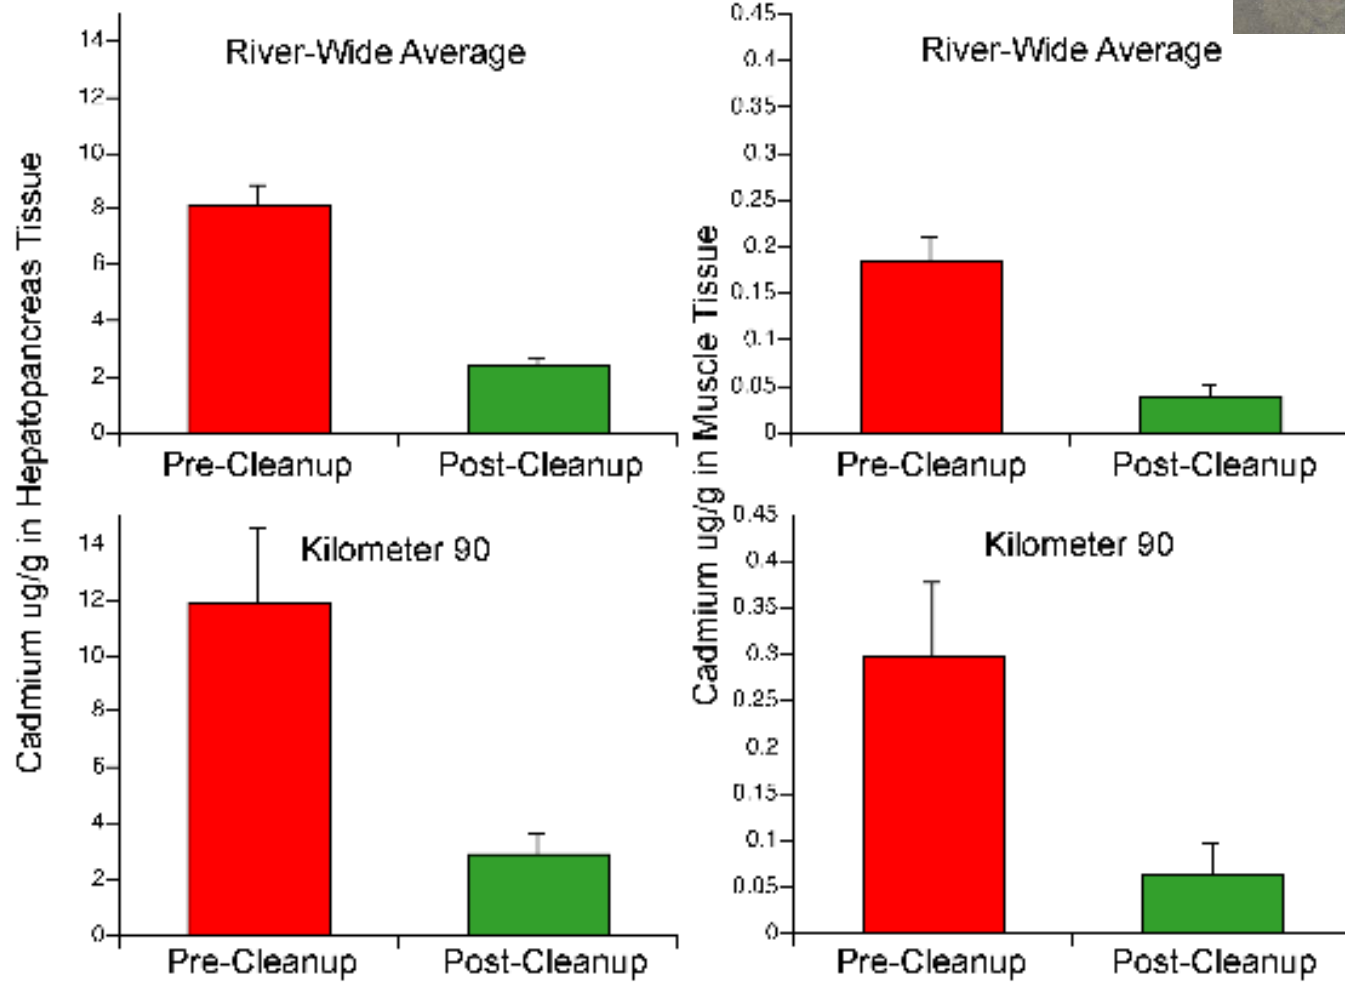 Cadmium ug/g in Hepatopancreas Tissue
River-Wide Average
14
12
10
8
6
4
2
0
Pre-Cleanup
Post-Cleanup
Kilometer 90
14
12
10
8
6
4
2
0
Pre-Cleanup
Post-Cleanup
Cadmium ug/g in Muscle Tissue
River-Wide Average
0.45
0.4
0.35
0.3
0.25
0.2
0.15
0.1
0.05
0
Pre-Cleanup
Post-Cleanup
Kilometer 90
0.45
0.4
0.35
0.3
0.25
0.2
0.15
0.1
0.05
0
Pre-Cleanup
Post-Cleanup